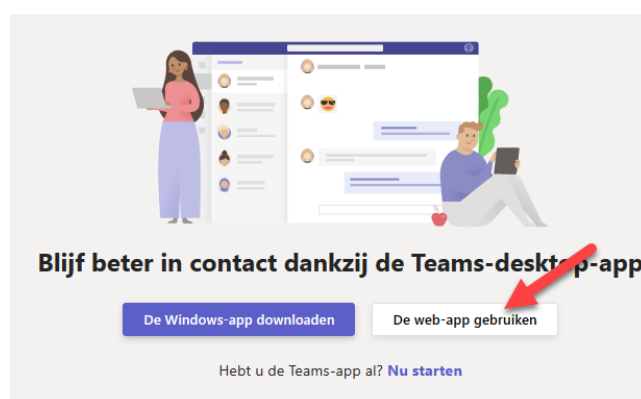 Blijf beter in contact dankzij de Teams-desktop-app
De Windows-app downloaden
De web-app gebruiken
Hebt u de Teams-app al? Nu starten